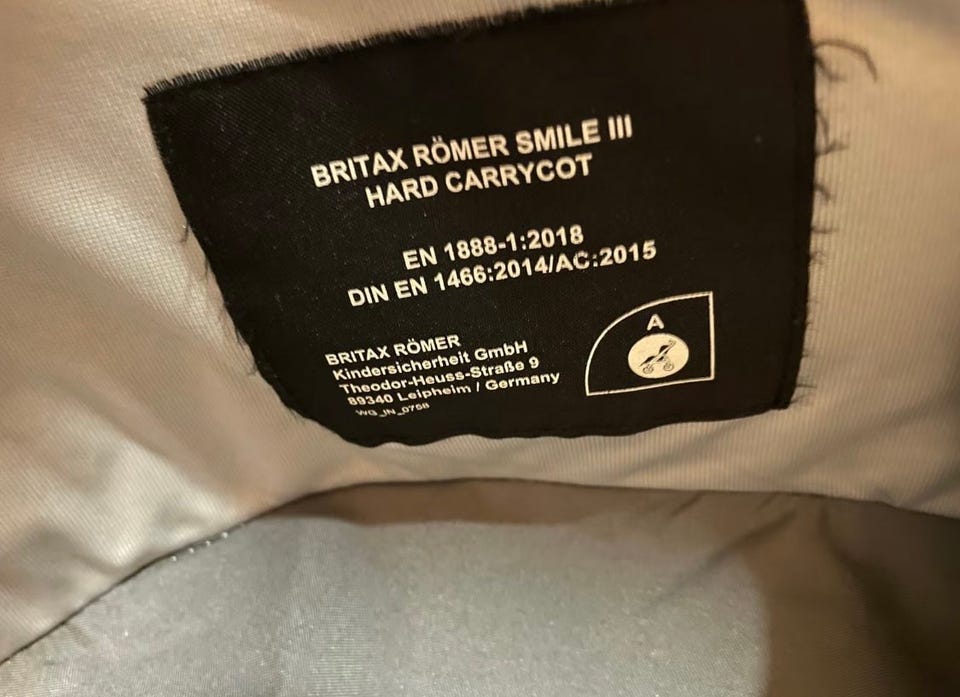 BRITAX RÖMER SMILE III
HARD CARRYCOT
EN 1888-1:2018
DIN EN 1466:2014/AC:2015
BRITAX RÖMER
Kindersicherheit GmbH
Theodor-Heuss-Straße 9
89340 Leipheim / Germany
WG_IN_0758
A